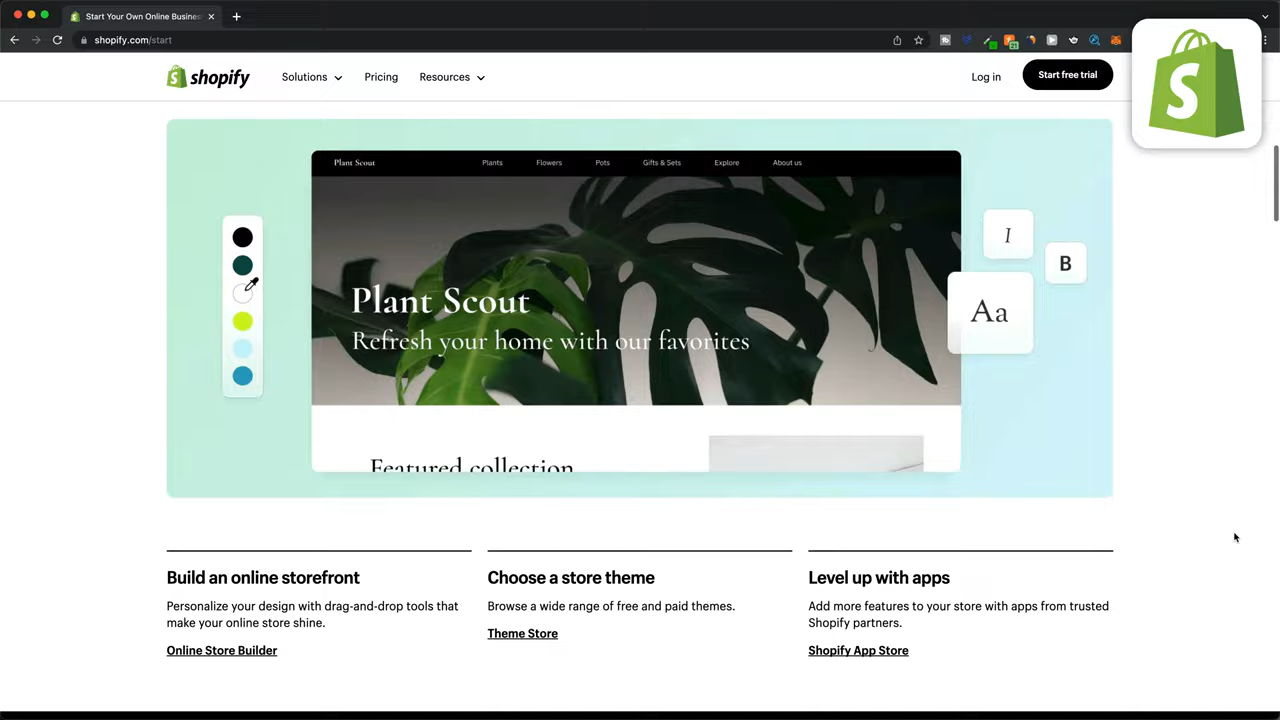 Start Your Own Online Busines
shopify.com/start
21
S
S shopify
Solutions
Pricing
Resources
Log in
Start free trial
Plant Scout
Plants
Flowers
Pots
Gifts & Sets
Explore
About us
Plant Scout
Refresh your home with our favorites
Featured collection
I
B
Aa
Build an online storefront
Personalize your design with drag-and-drop tools that
make your online store shine.
Online Store Builder
Choose a store theme
Browse a wide range of free and paid themes.
Theme Store
Level up with apps
Add more features to your store with apps from trusted
Shopify partners.
Shopify App Store